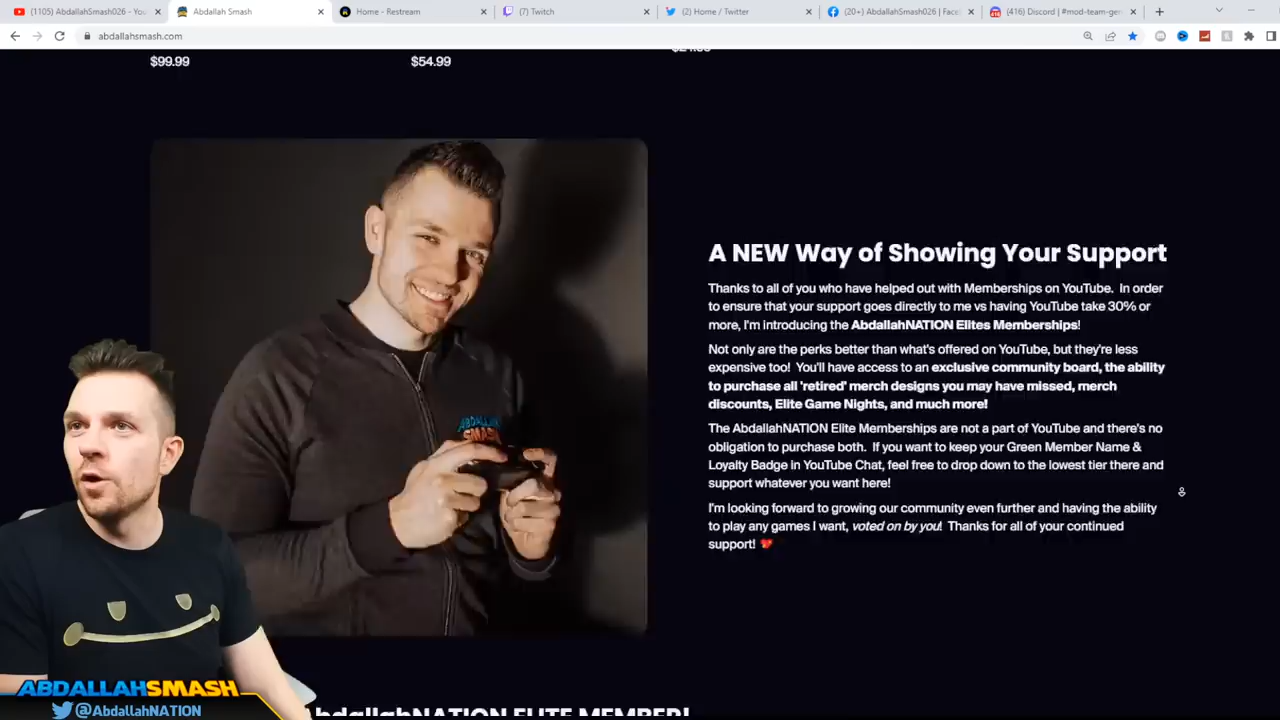 (1105) AbdallahSmash026 - You
Abdallah Smash
Home - Restream
(7) Twitch
(2) Home / Twitter
(20+) AbdallahSmash026 | Face
(416) Discord | #mod-team-gen
abdallahsmash.com
$99.99
$54.99
A NEW Way of Showing Your Support
Thanks to all of you who have helped out with Memberships on YouTube. In order
to ensure that your support goes directly to me vs having YouTube take 30% or
more, I'm introducing the AbdallahNATION Elites Memberships!
Not only are the perks better than what's offered on YouTube, but they're less
expensive too! You'll have access to an exclusive community board, the ability
to purchase all 'retired' merch designs you may have missed, merch
discounts, Elite Game Nights, and much more!
The AbdallahNATION Elite Memberships are not a part of YouTube and there's no
obligation to purchase both. If you want to keep your Green Member Name &
Loyalty Badge in YouTube Chat, feel free to drop down to the lowest tier there and
support whatever you want here!
I'm looking forward to growing our community even further and having the ability
to play any games I want, voted on by you! Thanks for all of your continued
support!
ABDALLAH
SMASH
ABDALLAHSMASH
@AbdallahNATION
AbdallahNATION ELITE MEMBER!